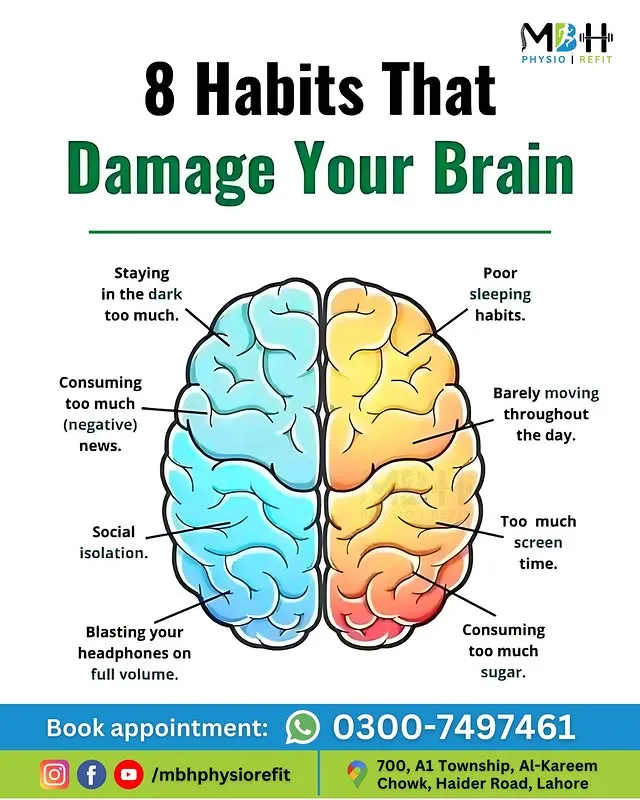 MBH
PHYSIO | REFIT
8 Habits That
Damage Your Brain
Staying
in the dark
too much.
Poor
sleeping
habits.
Consuming
too much
(negative)
news.
Barely moving
throughout
the day.
Social
isolation.
Too much
screen
time.
Blasting your
headphones on
full volume.
Consuming
too much
sugar.
Book appointment: 0300-7497461
/mbhphysiorefit
700, A1 Township, Al-Kareem
Chowk, Haider Road, Lahore